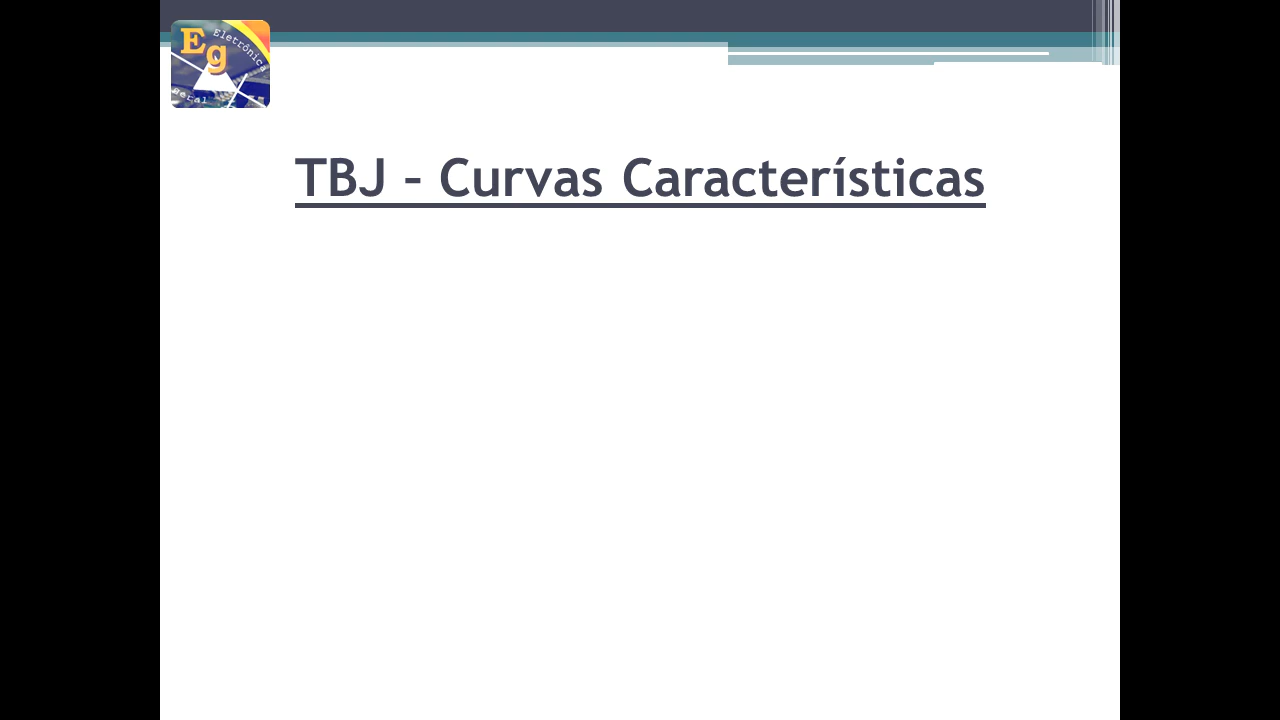 Eg
Eletrônica
Geral
TBJ – Curvas Características